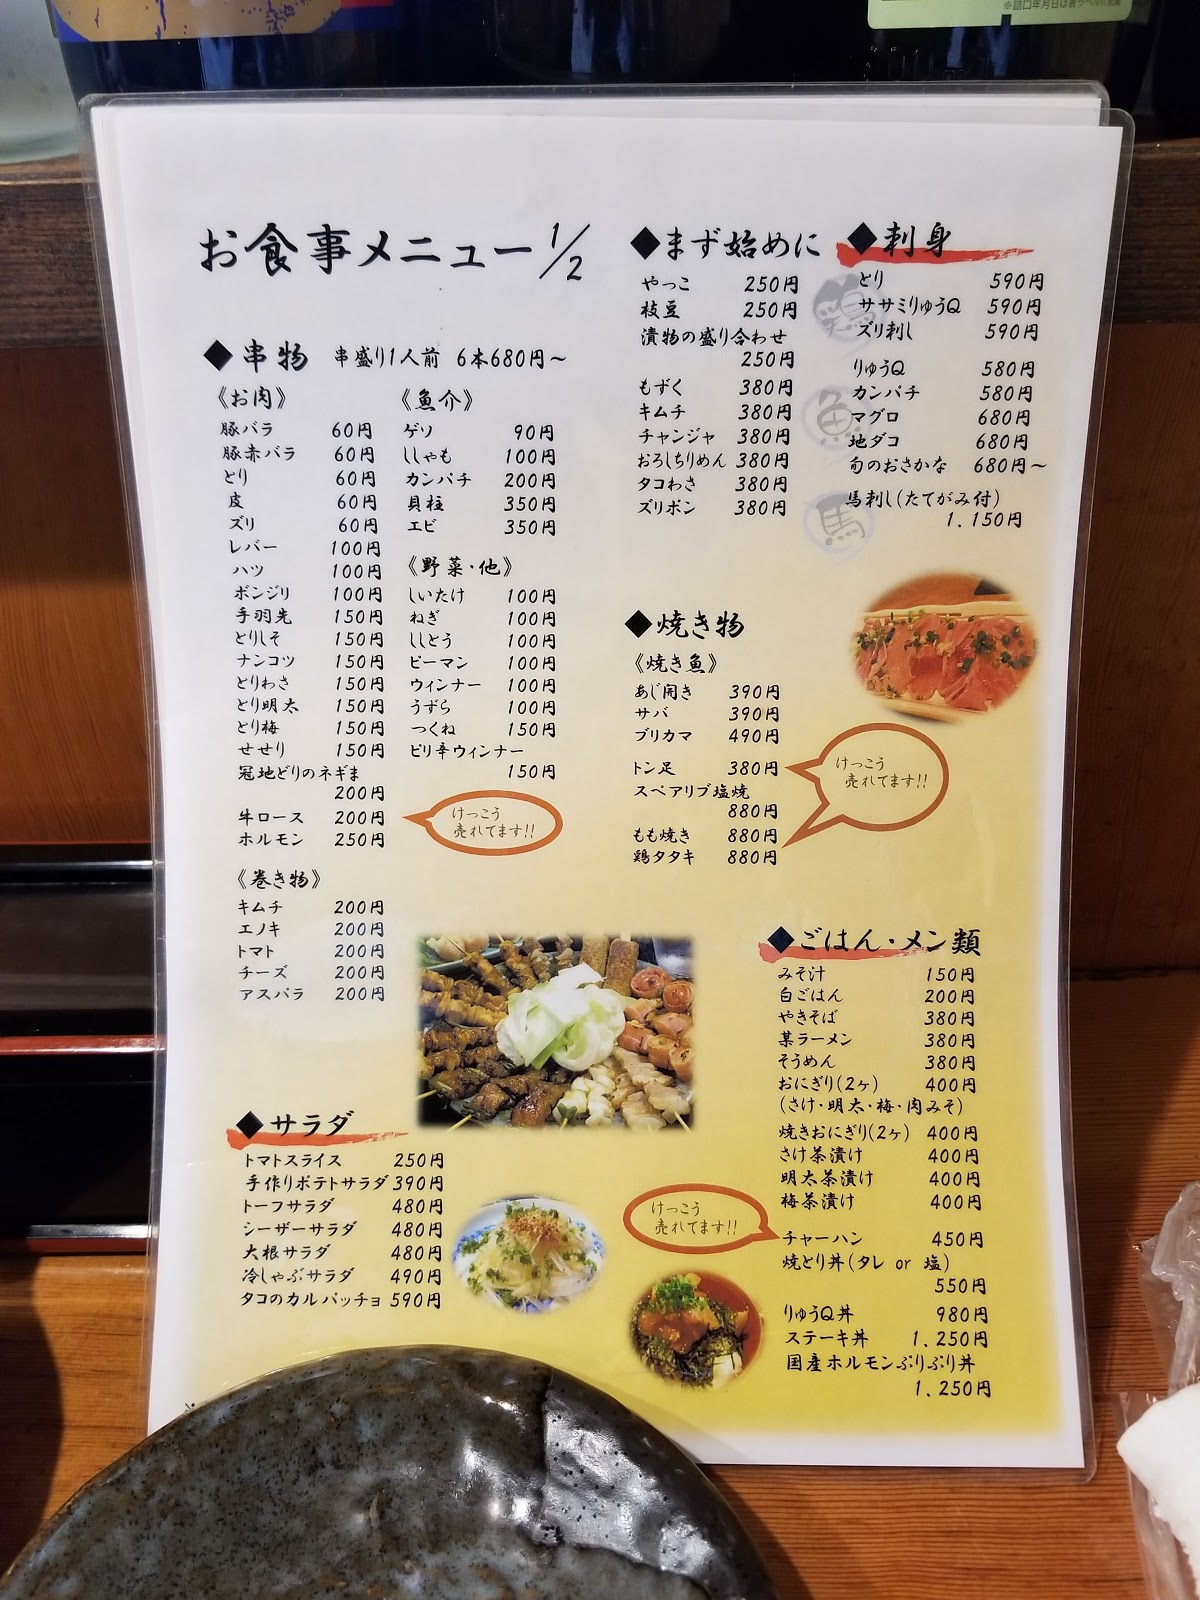 お食事メニュー1/2
◆串物 串盛り1人前 6本680円～
《お肉》
豚バラ 60円
豚赤バラ 60円
とり 60円
皮 60円
ズリ 60円
レバー 100円
ハツ 100円
ボンジリ 100円
手羽先 150円
とりしそ 150円
ナンコツ 150円
とりわさ 150円
とり明太 150円
とり梅 150円
せせり 150円
冠地どりのネギま
200円
牛ロース 200円
ホルモン 250円
けっこう
売れてます!!
《巻き物》
キムチ 200円
エノキ 200円
トマト 200円
チーズ 200円
アスパラ 200円
《魚介》
ゲソ 90円
ししゃも 100円
カンパチ 200円
貝柱 350円
エビ 350円
《野菜・他》
しいたけ 100円
ねぎ 100円
ししとう 100円
ピーマン 100円
ウィンナー 100円
うずら 100円
つくね 150円
ピリ辛ウィンナー
150円
◆サラダ
トマトスライス 250円
手作りポテトサラダ 390円
トーフサラダ 480円
シーザーサラダ 480円
大根サラダ 480円
冷しゃぶサラダ 490円
タコのカルパッチョ 590円
◆まず始めに
やっこ 250円
枝豆 250円
漬物の盛り合わせ
250円
もずく 380円
キムチ 380円
チャンジャ 380円
おろしちりめん 380円
タコわさ 380円
ズリポン 380円
◆刺身
鶏
とり 590円
ササミりゅうQ 590円
ズリ刺し 590円
魚
りゅうQ 580円
カンパチ 580円
マグロ 680円
地ダコ 680円
旬のおさかな 680円～
馬
馬刺し(たてがみ付)
1.150円
◆焼き物
《焼き魚》
あじ開き 390円
サバ 390円
ブリカマ 490円
トン足 380円
スペアリブ塩焼
880円
もも焼き 880円
鶏タタキ 880円
けっこう
売れてます!!
◆ごはん・メン類
みそ汁 150円
白ごはん 200円
やきそば 380円
某ラーメン 380円
そうめん 380円
おにぎり(2ヶ) 400円
(さけ・明太・梅・肉みそ)
焼きおにぎり(2ヶ) 400円
さけ茶漬け 400円
明太茶漬け 400円
梅茶漬け 400円
けっこう
売れてます!!
チャーハン 450円
焼とり丼(タレ or 塩)
550円
りゅうQ丼 980円
ステーキ丼 1.250円
国産ホルモンぷりぷり丼
1.250円